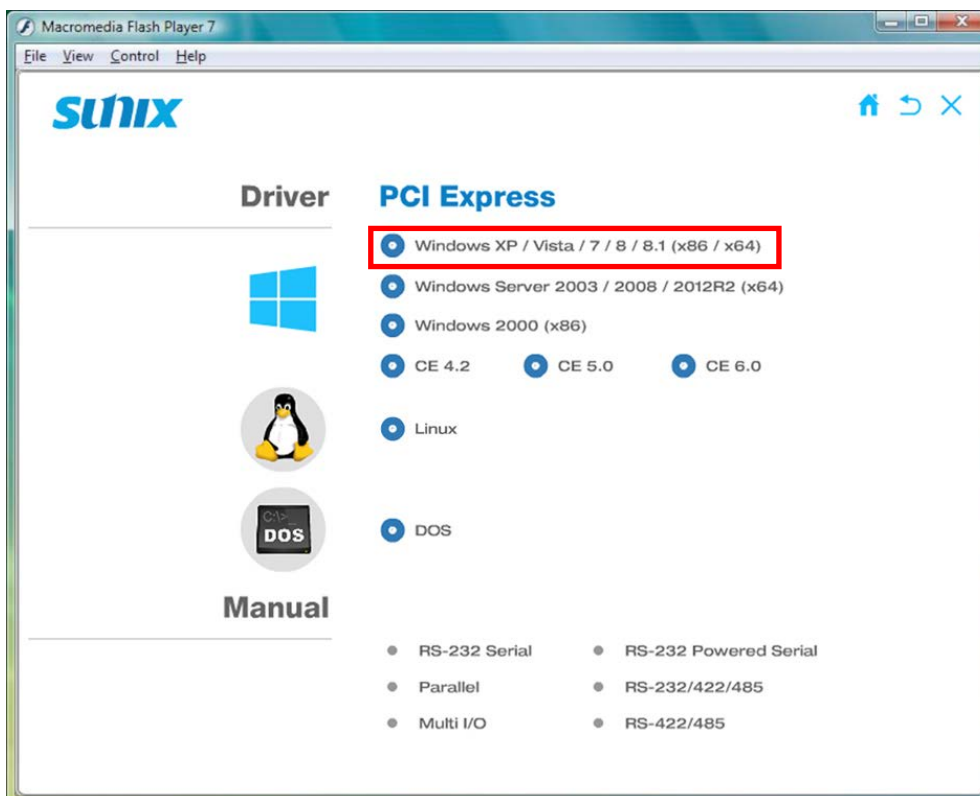 Macromedia Flash Player 7
File View Control Help
SUNIX
Driver
PCI Express
Windows XP / Vista / 7 / 8 / 8.1 (x86 / x64)
Windows Server 2003 / 2008 / 2012R2 (x64)
Windows 2000 (x86)
CE 4.2 CE 5.0 CE 6.0
Linux
C:\>_
DOS
DOS
Manual
RS-232 Serial RS-232 Powered Serial
Parallel RS-232/422/485
Multi I/O RS-422/485